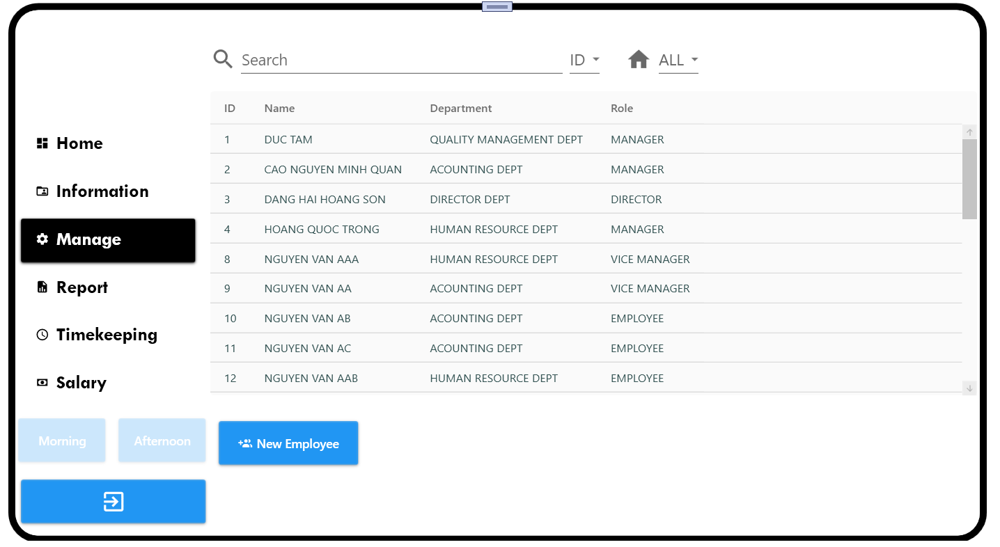 Search ID ALL
ID Name Department Role
1 DUC TAM QUALITY MANAGEMENT DEPT MANAGER
2 CAO NGUYEN MINH QUAN ACOUNTING DEPT MANAGER
3 DANG HAI HOANG SON DIRECTOR DEPT DIRECTOR
4 HOANG QUOC TRONG HUMAN RESOURCE DEPT MANAGER
8 NGUYEN VAN AAA HUMAN RESOURCE DEPT VICE MANAGER
9 NGUYEN VAN AA ACOUNTING DEPT VICE MANAGER
10 NGUYEN VAN AB ACOUNTING DEPT EMPLOYEE
11 NGUYEN VAN AC ACOUNTING DEPT EMPLOYEE
12 NGUYEN VAN AAB HUMAN RESOURCE DEPT EMPLOYEE
Home
Information
Manage
Report
Timekeeping
Salary
Morning Afternoon
New Employee